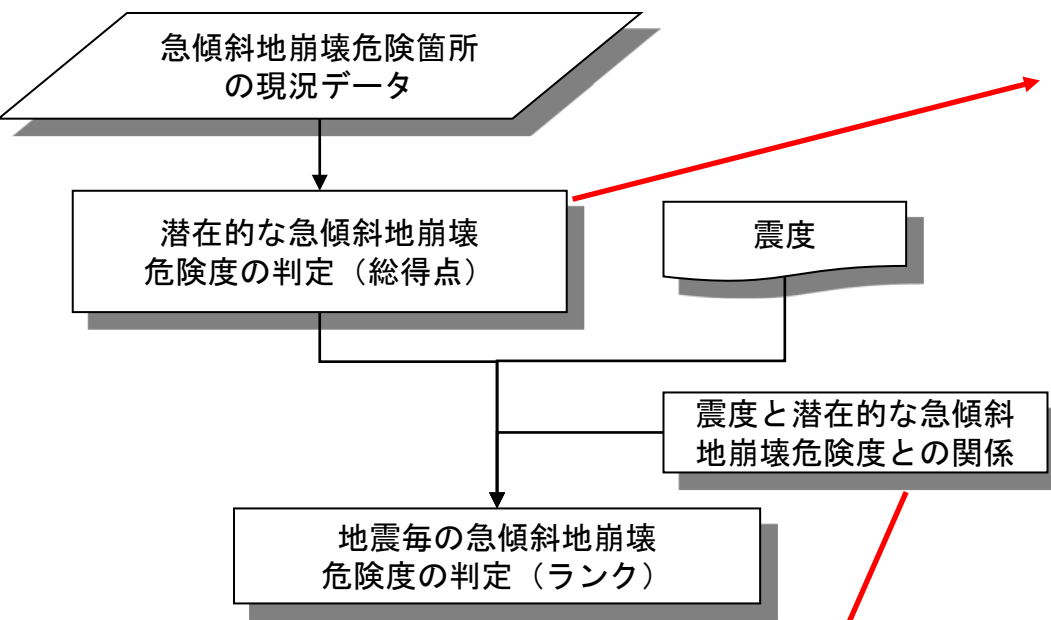 急傾斜地崩壊危険箇所
の現況データ
潜在的な急傾斜地崩壊
危険度の判定（総得点）
震度
震度と潜在的な急傾斜
地崩壊危険度との関係
地震毎の急傾斜地崩壊
危険度の判定（ランク）